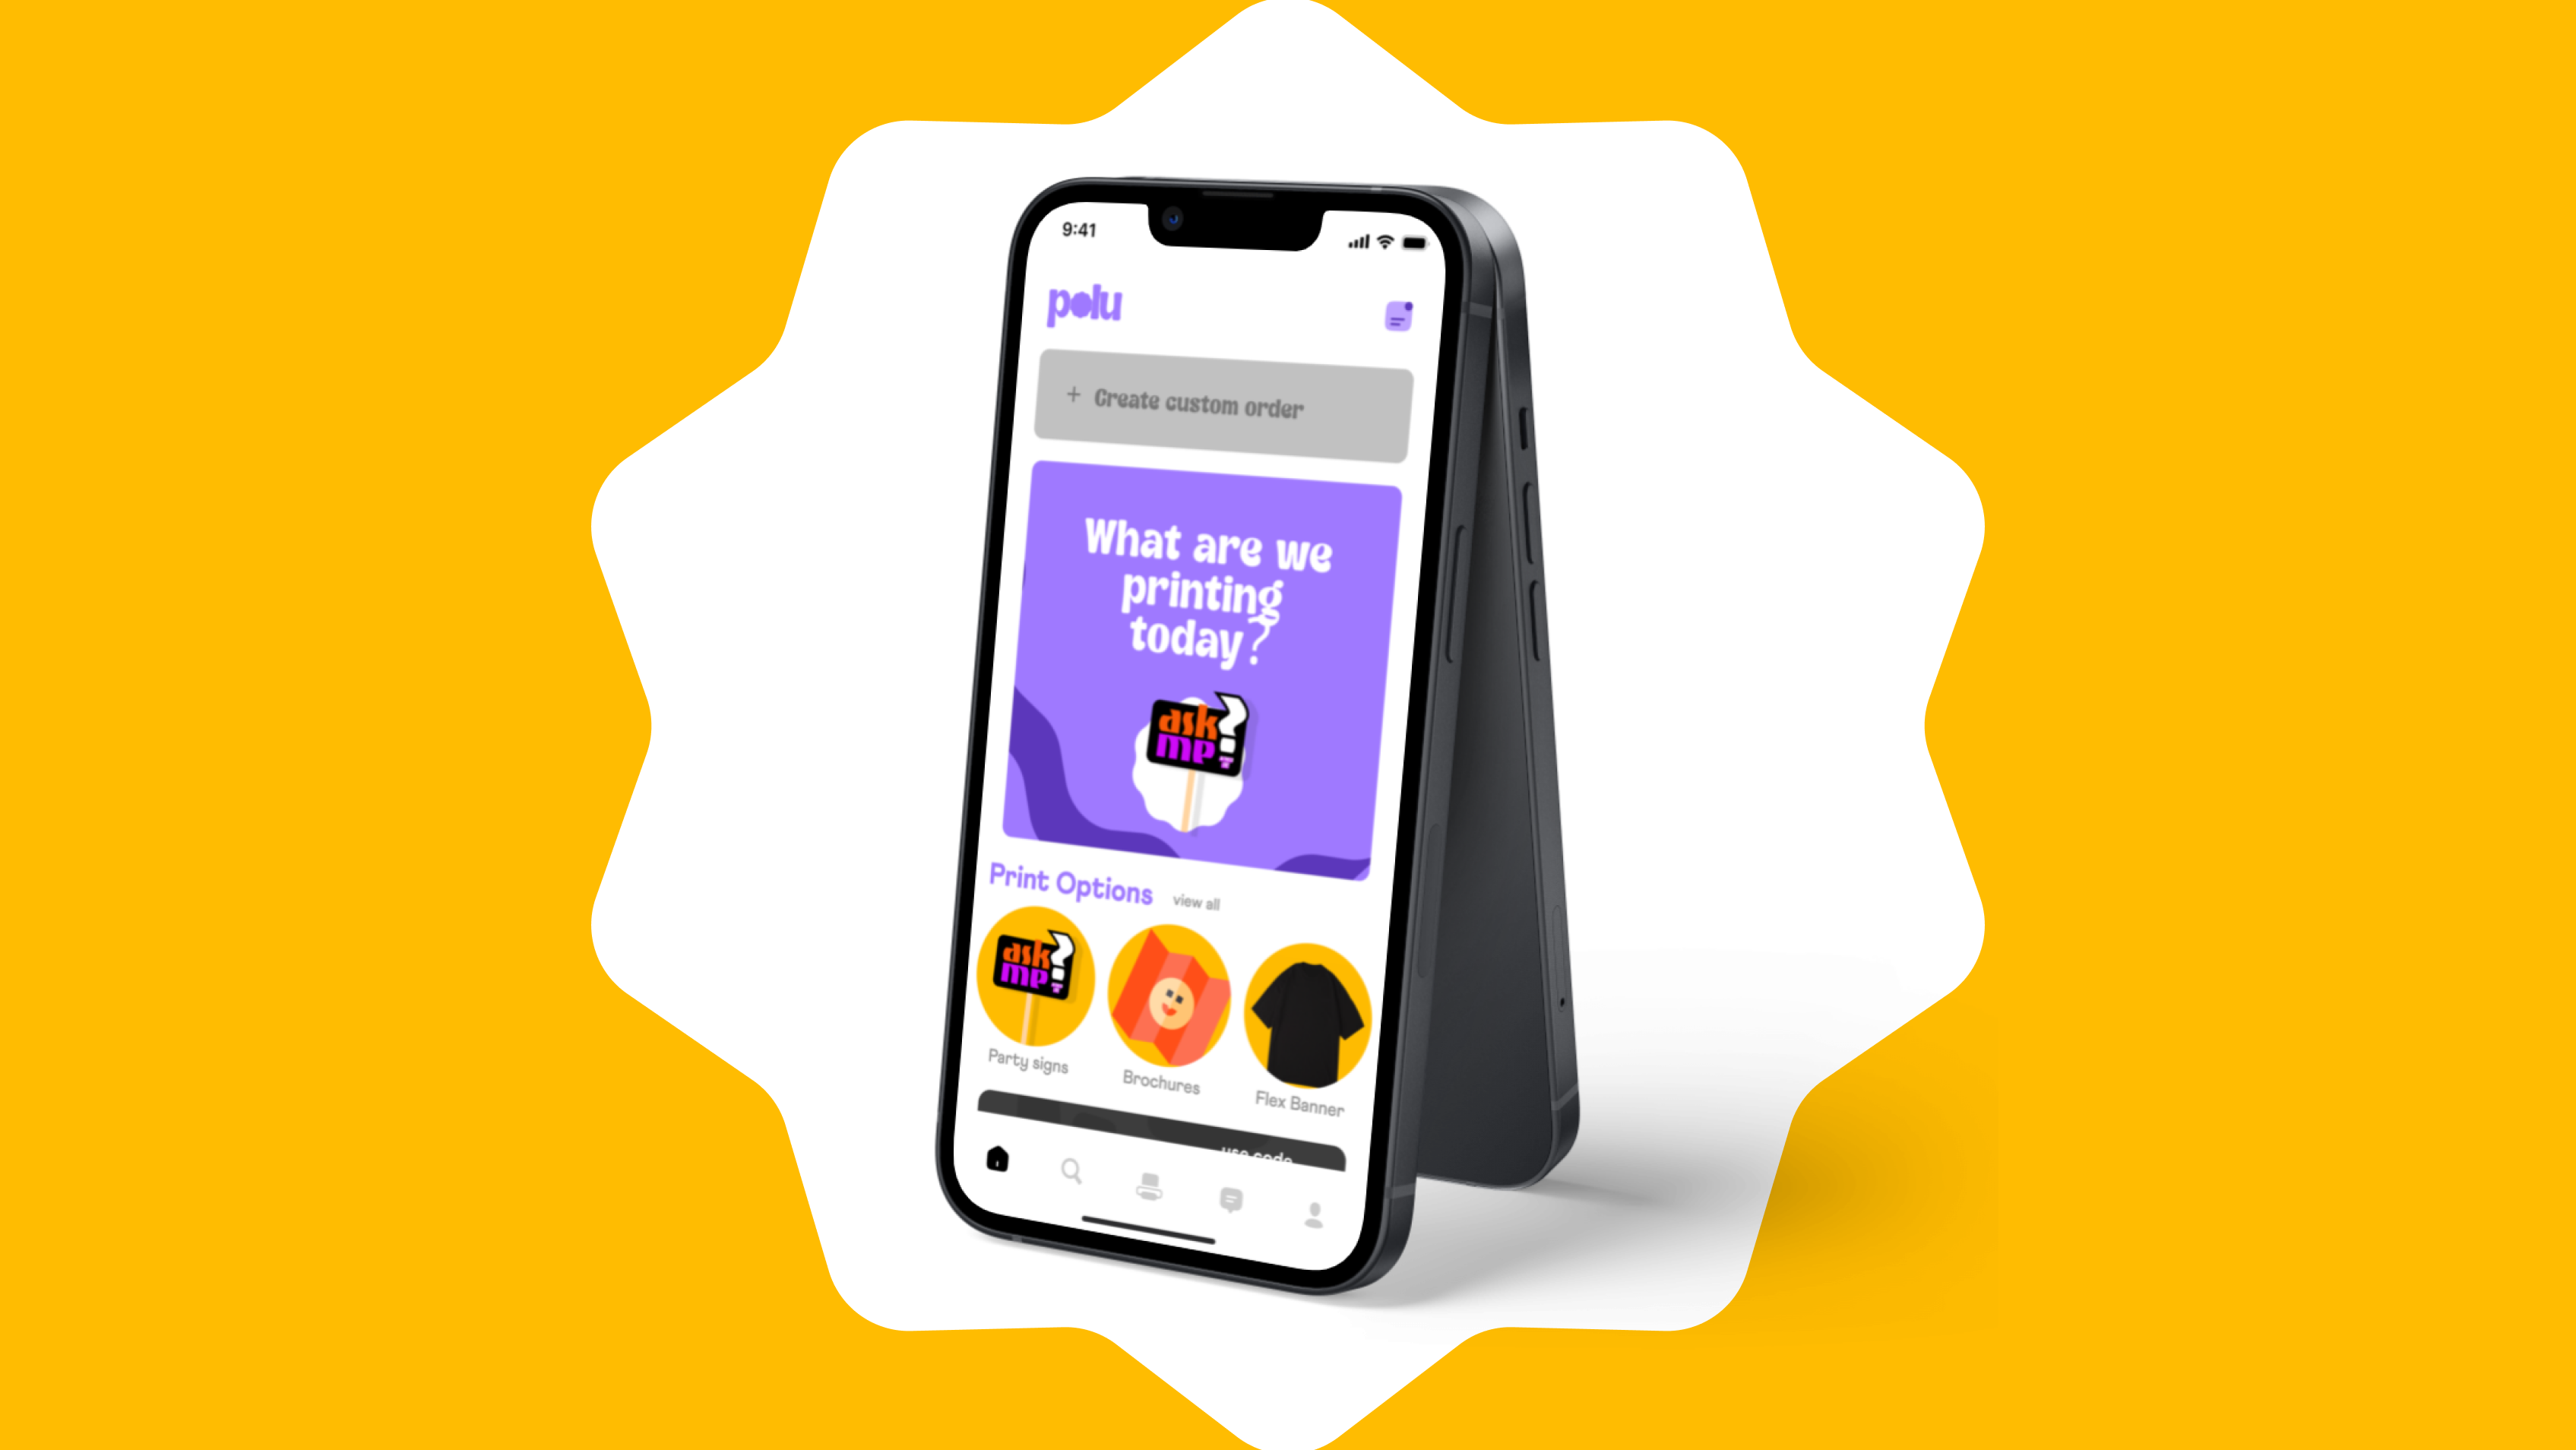 9:41
polu
+ Create custom order
What are we
printing
today?
ask
me?
Print Options view all
ask
me?
Party signs
Brochures
Flex Banner
use code